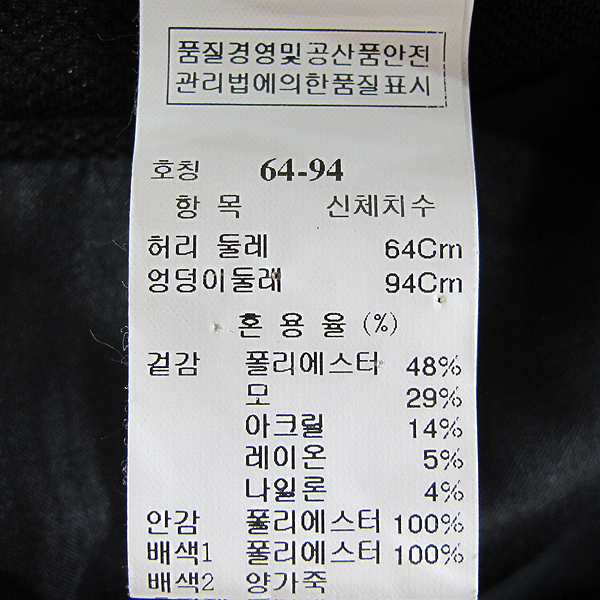 품질경영및공산품안전
관리법에의한품질표시
호칭 64-94
항 목 신체치수
허리 둘레 64Cm
엉덩이둘레 94Cm
혼 용 율 (%)
겉감 폴리에스터 48%
모 29%
아크릴 14%
레이온 5%
나일론 4%
안감 폴리에스터 100%
배색1 폴리에스터 100%
배색2 양가죽